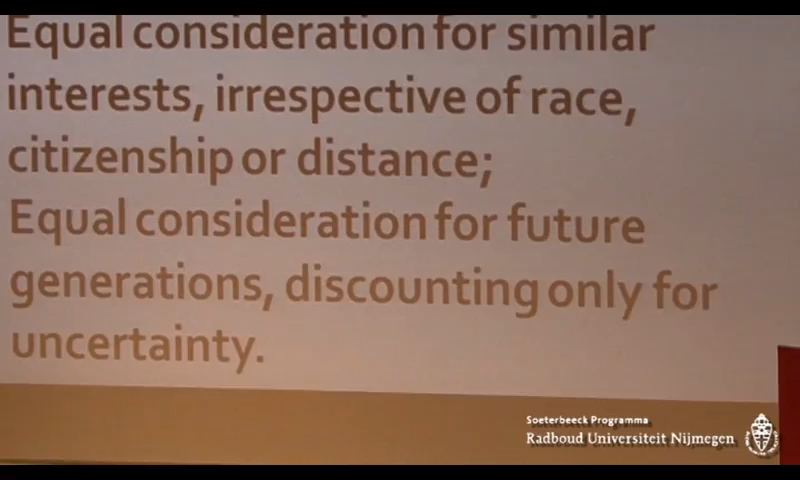 Equal consideration for similar
interests, irrespective of race,
citizenship or distance;
Equal consideration for future
generations, discounting only for
uncertainty.
Soeterbeeck Programma
Radboud Universiteit Nijmegen